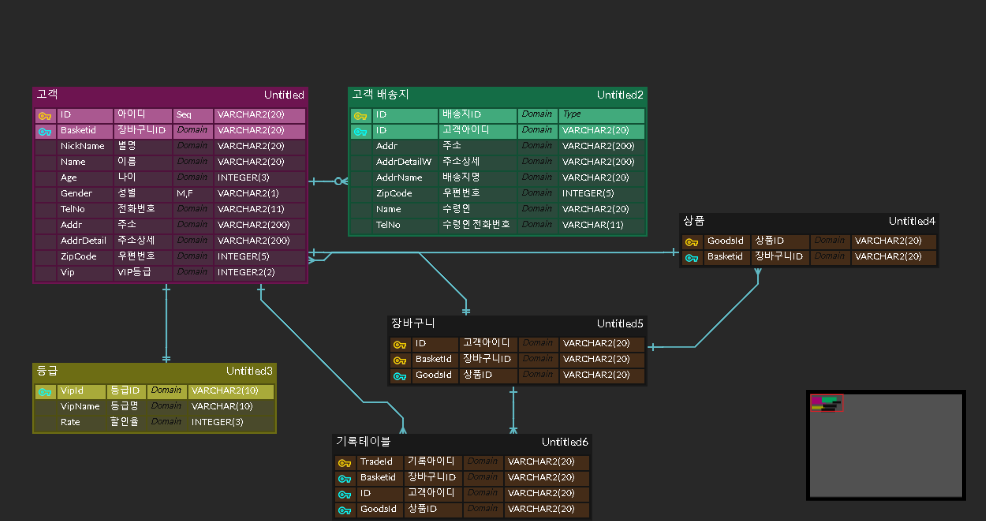 고객 Untitled
ID 아이디 Seq VARCHAR2(20)
Basketid 장바구니ID Domain VARCHAR2(20)
NickName 별명 Domain VARCHAR2(20)
Name 이름 Domain VARCHAR2(20)
Age 나이 Domain INTEGER(3)
Gender 성별 M,F VARCHAR2(1)
TelNo 전화번호 Domain VARCHAR2(11)
Addr 주소 Domain VARCHAR2(200)
AddrDetail 주소상세 Domain VARCHAR2(200)
ZipCode 우편번호 Domain INTEGER(5)
Vip VIP등급 Domain INTEGER2(2)
고객 배송지 Untitled2
ID 배송지ID Domain Type
ID 고객아이디 Domain VARCHAR2(20)
Addr 주소 Domain VARCHAR2(200)
AddrDetailW 주소상세 Domain VARCHAR2(200)
AddrName 배송지명 Domain VARCHAR2(20)
ZipCode 우편번호 Domain INTEGER(5)
Name 수령인 Domain VARCHAR2(20)
TelNo 수령인전화번호 Domain VARCHAR(11)
상품 Untitled4
GoodsId 상품ID Domain VARCHAR2(20)
Basketid 장바구니ID Domain VARCHAR2(20)
장바구니 Untitled5
ID 고객아이디 Domain VARCHAR2(20)
BasketId 장바구니ID Domain VARCHAR2(20)
GoodsId 상품ID Domain VARCHAR2(20)
등급 Untitled3
VipId 등급ID Domain VARCHAR2(10)
VipName 등급명 Domain VARCHAR(10)
Rate 할인율 Domain INTEGER(3)
기록테이블 Untitled6
TradeId 기록아이디 Domain VARCHAR2(20)
Basketid 장바구니ID Domain VARCHAR2(20)
ID 고객아이디 Domain VARCHAR2(20)
GoodsId 상품ID Domain VARCHAR2(20)